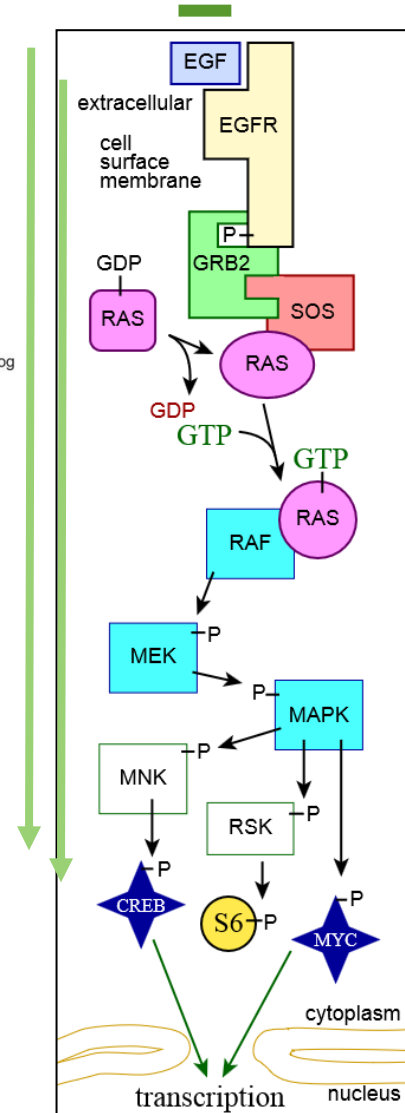 EGF
extracellular
EGFR
cell
surface
membrane
P
GRB2
GDP
SOS
RAS
RAS
og
GDP
GTP
GTP
RAS
RAF
P
MEK
P
MAPK
P
MNK
P
RSK
P
P
CREB
S6
P
MYC
cytoplasm
transcription
nucleus